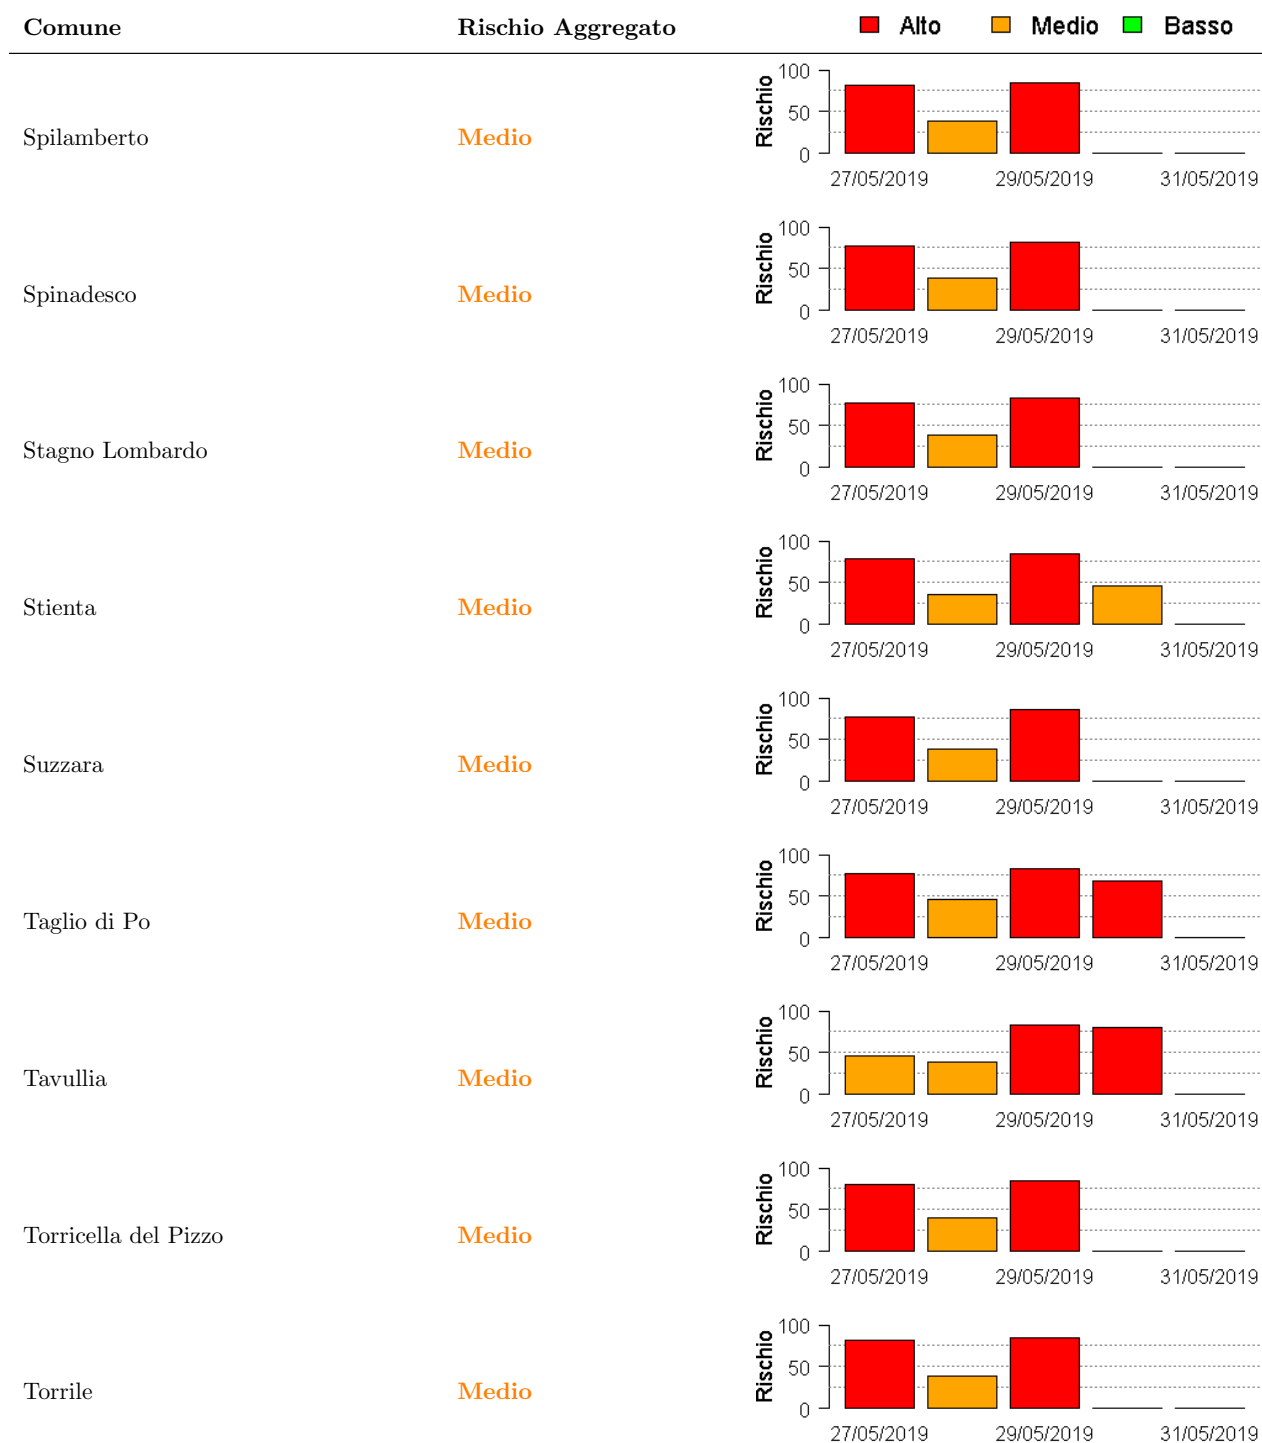 Comune Rischio Aggregato Alto Medio Basso
Spilamberto Medio Rischio 100 50 0
27/05/2019 29/05/2019 31/05/2019
Spinadesco Medio Rischio 100 50 0
27/05/2019 29/05/2019 31/05/2019
Stagno Lombardo Medio Rischio 100 50 0
27/05/2019 29/05/2019 31/05/2019
Stienta Medio Rischio 100 50 0
27/05/2019 29/05/2019 31/05/2019
Suzzara Medio Rischio 100 50 0
27/05/2019 29/05/2019 31/05/2019
Taglio di Po Medio Rischio 100 50 0
27/05/2019 29/05/2019 31/05/2019
Tavullia Medio Rischio 100 50 0
27/05/2019 29/05/2019 31/05/2019
Torricella del Pizzo Medio Rischio 100 50 0
27/05/2019 29/05/2019 31/05/2019
Torrile Medio Rischio 100 50 0
27/05/2019 29/05/2019 31/05/2019